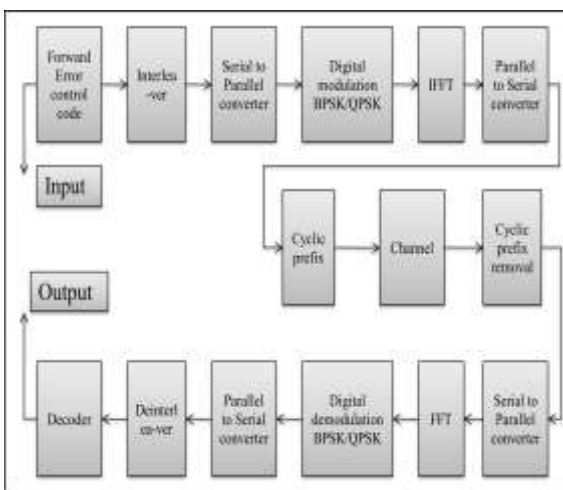 Forward
Error
control
code
Interlea
-ver
Serial to
Parallel
converter
Digital
modulation
BPSK/QPSK
IFFT
Parallel
to Serial
converter
Input
Cyclic
prefix
Channel
Cyclic
prefix
removal
Output
Decoder
Deinterl
ea-ver
Parallel
to Serial
converter
Digital
demodulation
BPSK/QPSK
FFT
Serial to
Parallel
converter